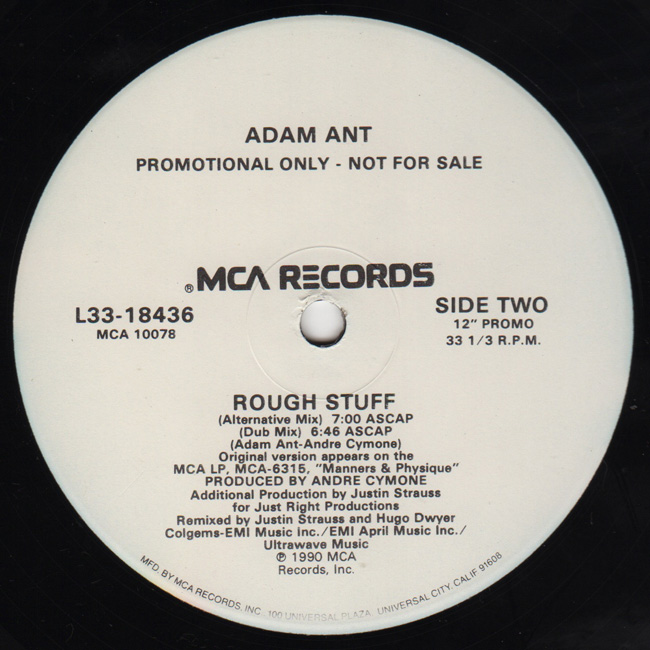 ADAM ANT
PROMOTIONAL ONLY - NOT FOR SALE
® MCA RECORDS
L33-18436
MCA 10078
SIDE TWO
12" PROMO
33 1/3 R.P.M.
ROUGH STUFF
(Alternative Mix) 7:00 ASCAP
(Dub Mix) 6:46 ASCAP
(Adam Ant-Andre Cymone)
Original version appears on the
MCA LP, MCA-6315, "Manners & Physique"
PRODUCED BY ANDRE CYMONE
Additional Production by Justin Strauss
for Just Right Productions
Remixed by Justin Strauss and Hugo Dwyer
Colgems-EMI Music Inc./EMI April Music Inc./
Ultrawave Music
℗ 1990 MCA
Records, Inc.
MFD. BY MCA RECORDS, INC. 100 UNIVERSAL PLAZA UNIVERSAL CITY, CALIF 91608